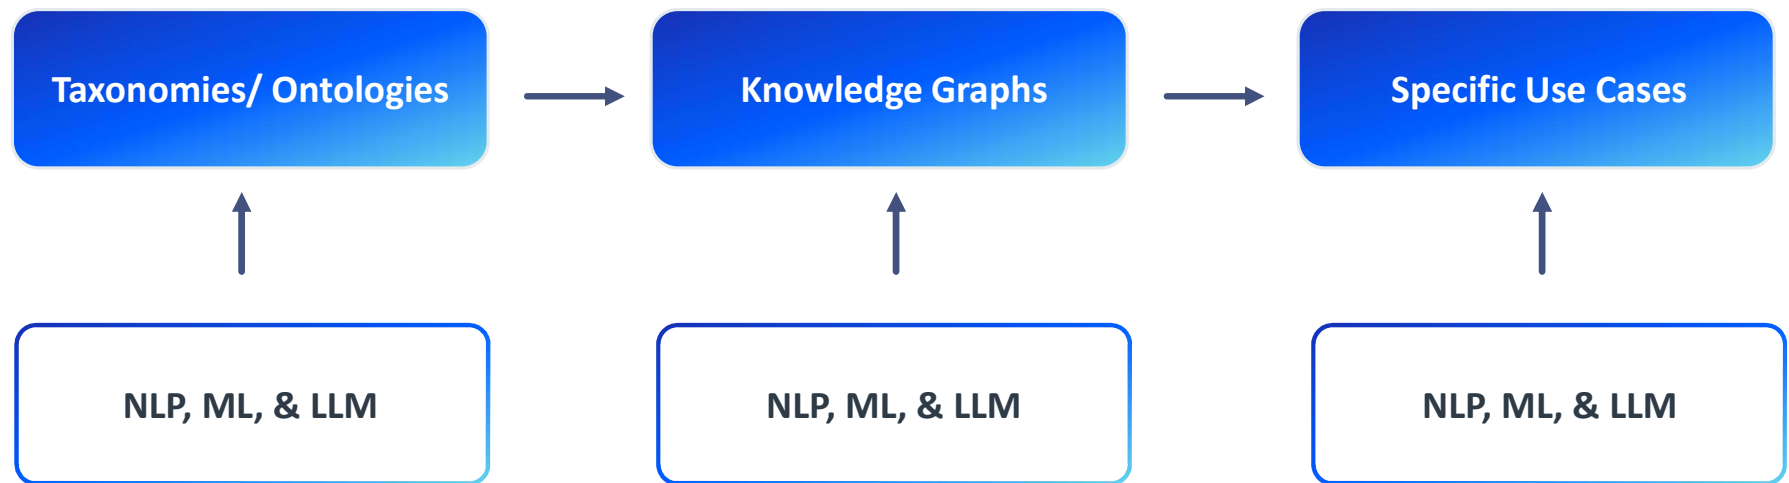 Taxonomies/ Ontologies
Knowledge Graphs
Specific Use Cases
NLP, ML, & LLM
NLP, ML, & LLM
NLP, ML, & LLM